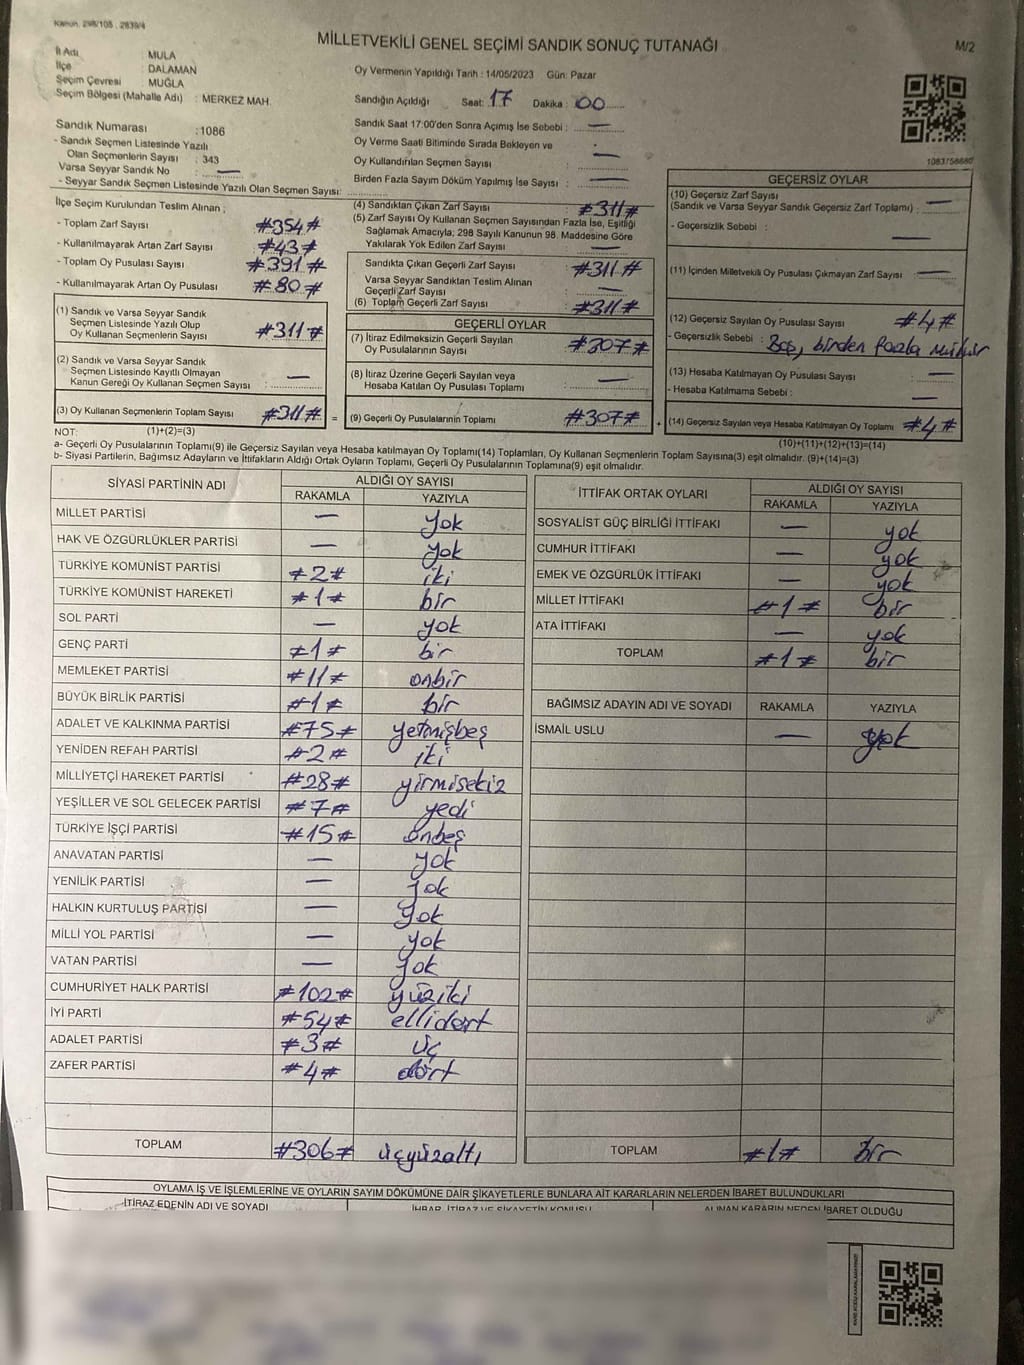 Kanun. 298/105 . 2839/4
MİLLETVEKİLİ GENEL SEÇİMİ SANDIK SONUÇ TUTANAĞI
M/2
İl Adı : MULA
İlçe : DALAMAN
Seçim Çevresi : MUĞLA
Seçim Bölgesi (Mahalle Adı) : MERKEZ MAH.
Oy Vermenin Yapıldığı Tarih : 14/05/2023 Gün: Pazar
Sandığın Açıldığı Saat: 17 Dakika : 00
Sandık Saat 17:00'den Sonra Açımış İse Sebebi : —
Oy Verme Saati Bitiminde Sırada Bekleyen ve
Oy Kullandırılan Seçmen Sayısı : —
Birden Fazla Sayım Döküm Yapılmış İse Sayısı : —
Sandık Numarası :1086
- Sandık Seçmen Listesinde Yazılı
Olan Seçmenlerin Sayısı : 343
Varsa Seyyar Sandık No : —
- Seyyar Sandık Seçmen Listesinde Yazılı Olan Seçmen Sayısı:
İlçe Seçim Kurulundan Teslim Alınan ;
- Toplam Zarf Sayısı : #354#
- Kullanılmayarak Artan Zarf Sayısı : #43#
- Toplam Oy Pusulası Sayısı : #391#
- Kullanılmayarak Artan Oy Pusulası : #80#
(1) Sandık ve Varsa Seyyar Sandık
Seçmen Listesinde Yazılı Olup
Oy Kullanan Seçmenlerin Sayısı : #311#
(2) Sandık ve Varsa Seyyar Sandık
Seçmen Listesinde Kayıtlı Olmayan
Kanun Gereği Oy Kullanan Seçmen Sayısı : —
(3) Oy Kullanan Seçmenlerin Toplam Sayısı #311# =
(4) Sandıktan Çıkan Zarf Sayısı : #311#
(5) Zarf Sayısı Oy Kullanan Seçmen Sayısından Fazla İse, Eşitliği
Sağlamak Amacıyla, 298 Sayılı Kanunun 98. Maddesine Göre
Yakılarak Yok Edilen Zarf Sayısı : —
Sandıkta Çıkan Geçerli Zarf Sayısı : #311#
Varsa Seyyar Sandıktan Teslim Alınan
Geçerli Zarf Sayısı : —
(6) Toplam Geçerli Zarf Sayısı : #311#
GEÇERLİ OYLAR
(7) İtiraz Edilmeksizin Geçerli Sayılan
Oy Pusulalarının Sayısı : #307#
(8) İtiraz Üzerine Geçerli Sayılan veya
Hesaba Katılan Oy Pusulası Toplamı : —
(9) Geçerli Oy Pusulalarının Toplamı #307# +
1083758680
GEÇERSİZ OYLAR
(10) Geçersiz Zarf Sayısı
(Sandık ve Varsa Seyyar Sandık Geçersiz Zarf Toplamı) : —
- Geçersizlik Sebebi : —
(11) İçinden Milletvekili Oy Pusulası Çıkmayan Zarf Sayısı : —
(12) Geçersiz Sayılan Oy Pusulası Sayısı : #4#
- Geçersizlik Sebebi : Boş, birden fazla mühür
(13) Hesaba Katılmayan Oy Pusulası Sayısı : —
- Hesaba Katılmama Sebebi : —
(14) Geçersiz Sayılan veya Hesaba Katılmayan Oy Toplamı #4#
NOT: (1)+(2)=(3)
(10)+(11)+(12)+(13)=(14)
a- Geçerli Oy Pusulalarının Toplamı(9) ile Geçersiz Sayılan veya Hesaba katılmayan Oy Toplamı(14) Toplamları, Oy Kullanan Seçmenlerin Toplam Sayısına(3) eşit olmalıdır. (9)+(14)=(3)
b- Siyasi Partilerin, Bağımsız Adayların ve İttifakların Aldığı Ortak Oyların Toplamı, Geçerli Oy Pusulalarının Toplamına(9) eşit olmalıdır.
SİYASİ PARTİNİN ADI ALDIĞI OY SAYISI
RAKAMLA YAZIYLA
MİLLET PARTİSİ — yok
HAK VE ÖZGÜRLÜKLER PARTİSİ — yok
TÜRKİYE KOMÜNİST PARTİSİ #2# iki
TÜRKİYE KOMÜNİST HAREKETİ #1# bir
SOL PARTİ — yok
GENÇ PARTİ #1# bir
MEMLEKET PARTİSİ #11# onbir
BÜYÜK BİRLİK PARTİSİ #1# bir
ADALET VE KALKINMA PARTİSİ #75# yetmişbeş
YENİDEN REFAH PARTİSİ #2# iki
MİLLİYETÇİ HAREKET PARTİSİ #28# yirmisekiz
YEŞİLLER VE SOL GELECEK PARTİSİ #7# yedi
TÜRKİYE İŞÇİ PARTİSİ #15# onbeş
ANAVATAN PARTİSİ — yok
YENİLİK PARTİSİ — yok
HALKIN KURTULUŞ PARTİSİ — yok
MİLLİ YOL PARTİSİ — yok
VATAN PARTİSİ — yok
CUMHURİYET HALK PARTİSİ #102# yüziki
İYİ PARTİ #54# ellidört
ADALET PARTİSİ #3# üç
ZAFER PARTİSİ #4# dört
TOPLAM #306# üçyüzaltı
İTTİFAK ORTAK OYLARI ALDIĞI OY SAYISI
RAKAMLA YAZIYLA
SOSYALİST GÜÇ BİRLİĞİ İTTİFAKI — yok
CUMHUR İTTİFAKI — yok
EMEK VE ÖZGÜRLÜK İTTİFAKI — yok
MİLLET İTTİFAKI #1# bir
ATA İTTİFAKI — yok
TOPLAM #1# bir
BAĞIMSIZ ADAYIN ADI VE SOYADI RAKAMLA YAZIYLA
İSMAİL USLU — yok
TOPLAM #1# Bir
OYLAMA İŞ VE İŞLEMLERİNE VE OYLARIN SAYIM DÖKÜMÜNE DAİR ŞİKAYETLERLE BUNLARA AİT KARARLARIN NELERDEN İBARET BULUNDUKLARI
İTİRAZ EDENİN ADI VE SOYADI İHBAR, İTİRAZ VE ŞİKAYETİN KONUSU ALINAN KARARIN NEDEN İBARET OLDUĞU